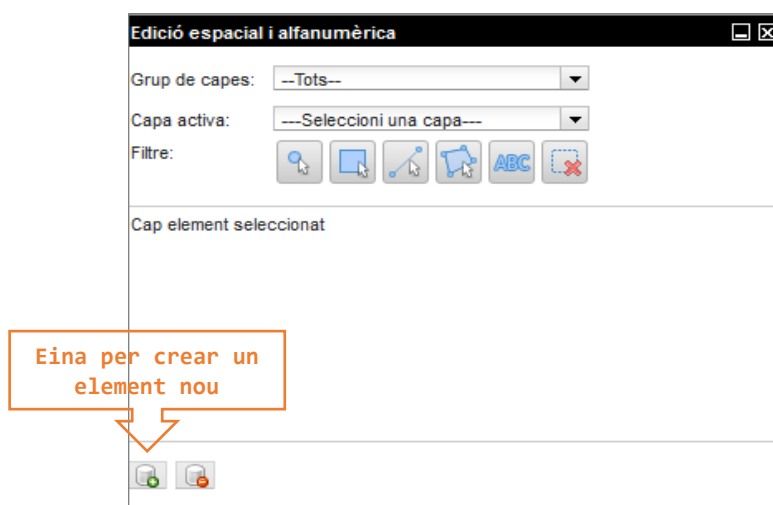 Edició espacial i alfanumèrica
Grup de capes: --Tots--
Capa activa: ---Seleccioni una capa---
Filtre:
ABC
Cap element seleccionat
Eina per crear un
element nou